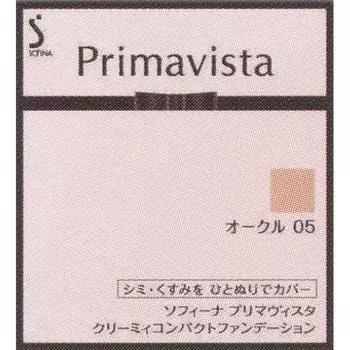 SOFINA
Primavista
オークル 05
シミ・くすみを ひとぬりでカバー
ソフィーナ プリマヴィスタ
クリーミィコンパクトファンデーション